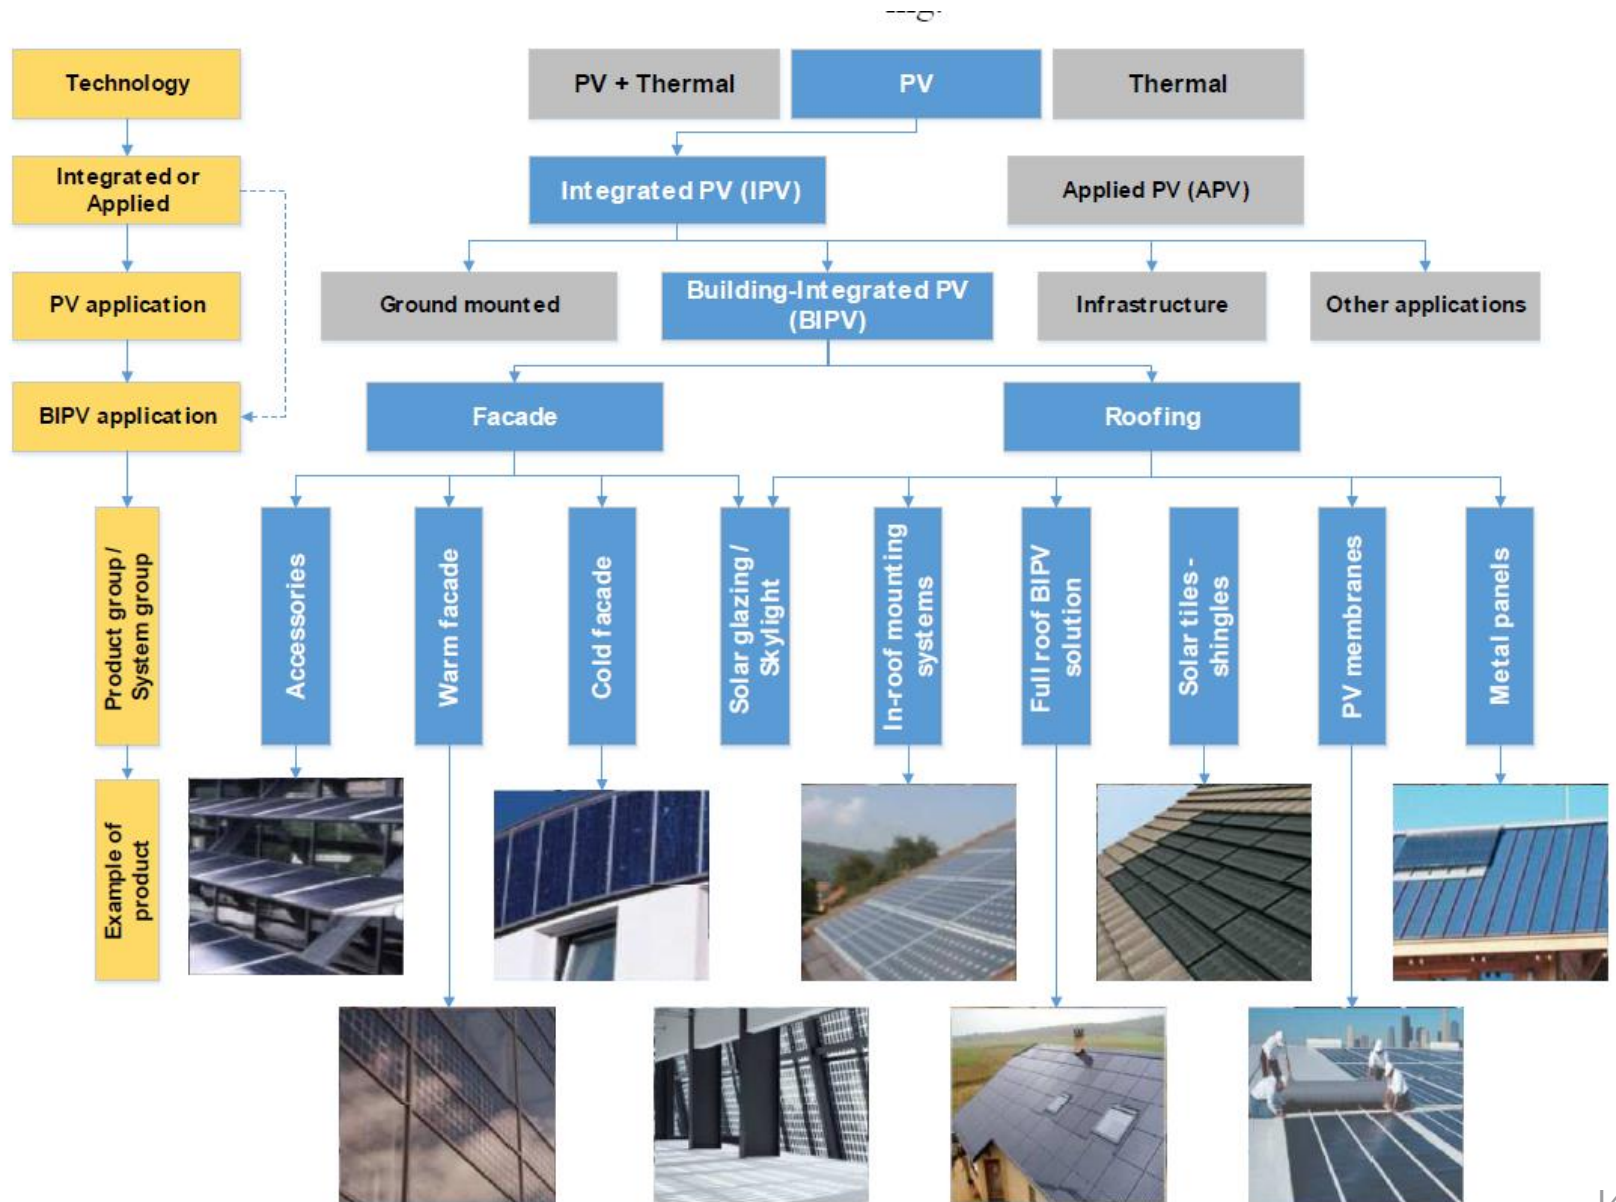 Technology
PV + Thermal
PV
Thermal
Integrated or
Applied
Integrated PV (IPV)
Applied PV (APV)
PV application
Ground mounted
Building-Integrated PV
(BIPV)
Infrastructure
Other applications
BIPV application
Facade
Roofing
Product group /
System group
Accessories
Warm facade
Cold facade
Solar glazing /
Skylight
In-roof mounting
systems
Full roof BIPV
solution
Solar tiles -
shingles
PV membranes
Metal panels
Example of
product